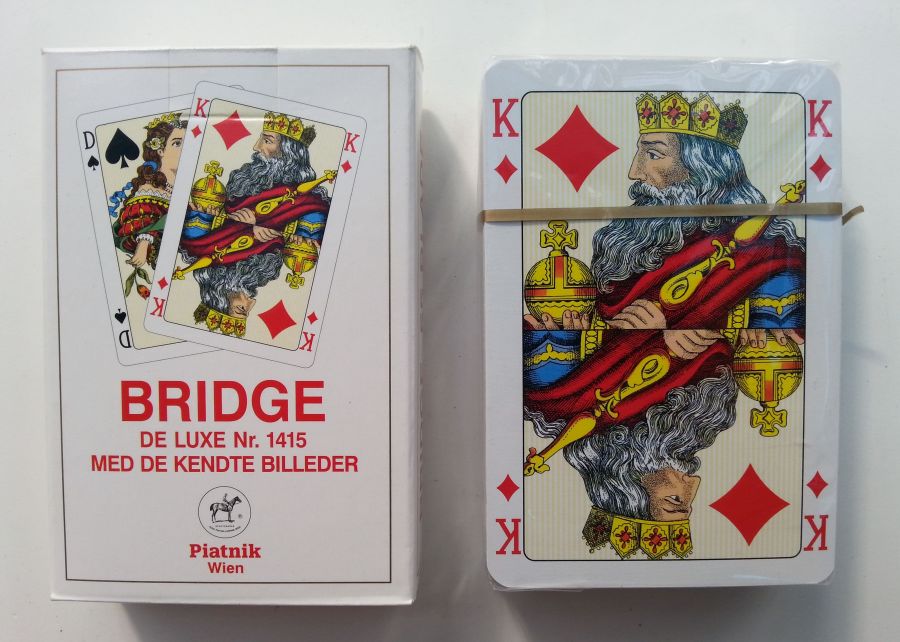 D
K
K
K
K
D
BRIDGE
DE LUXE Nr. 1415
MED DE KENDTE BILLEDER
Piatnik
Wien
K
K
K
K